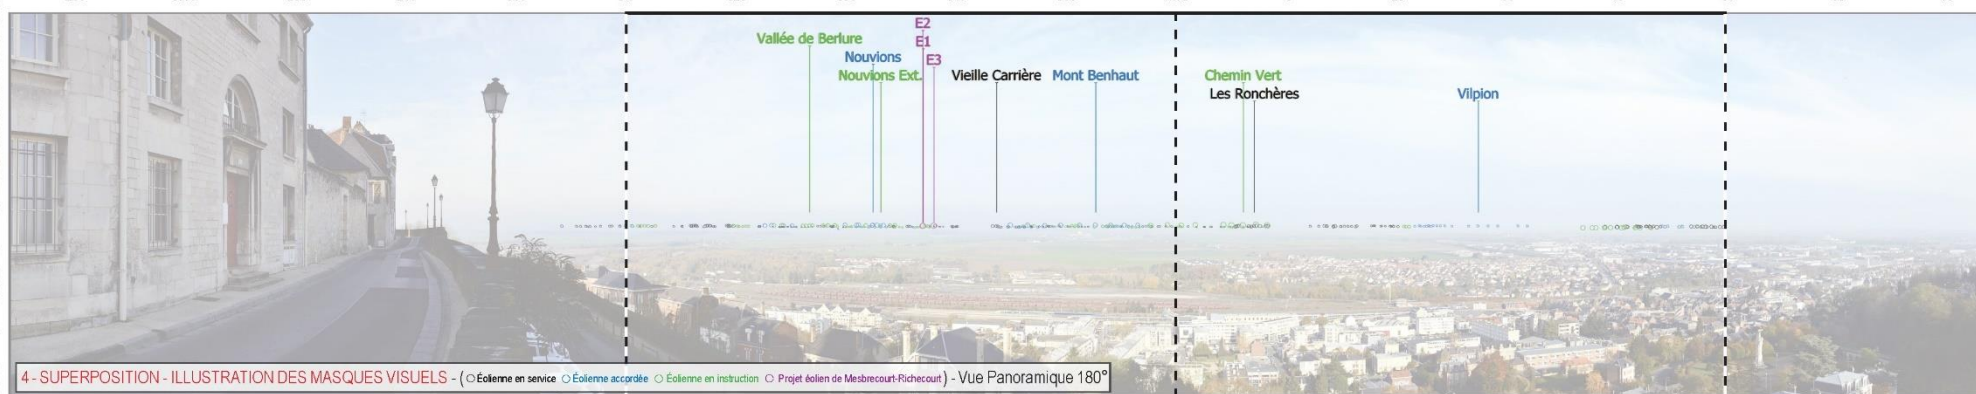 E2
Vallée de Berlure
E1
Nouvions
E3
Nouvions Ext.
Vieille Carrière
Mont Benhaut
Chemin Vert
Les Ronchères
Vilpion
4 - SUPERPOSITION - ILLUSTRATION DES MASQUES VISUELS - ( Éolienne en service Éolienne accordée Éolienne en instruction Projet éolien de Mesbrecourt-Richecourt ) - Vue Panoramique 180°